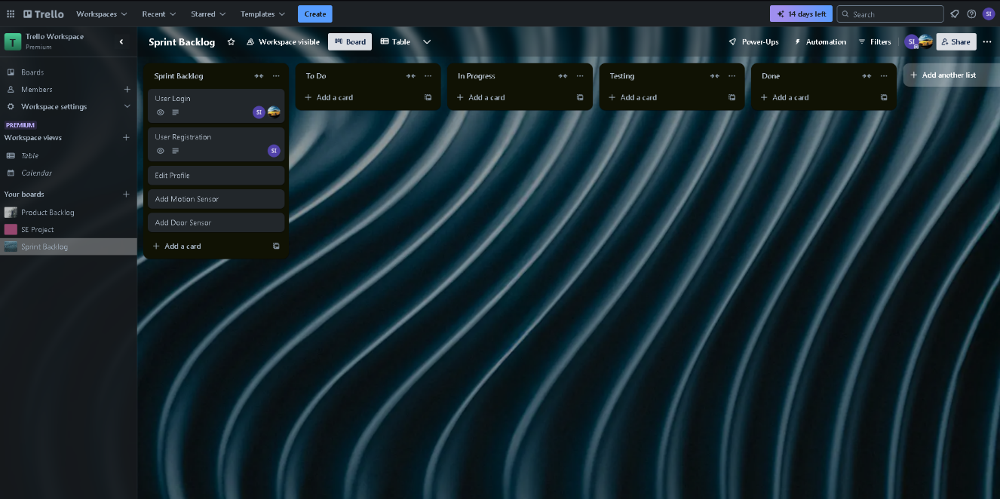 Trello
Workspaces
Recent
Starred
Templates
Create
14 days left
Search
SI
T
Trello Workspace
Premium
Sprint Backlog
Workspace visible
Board
Table
Power-Ups
Automation
Filters
SI
Share
Boards
Members
Workspace settings
PREMIUM
Workspace views
Table
Calendar
Your boards
Product Backlog
SE Project
Sprint Backlog
Sprint Backlog
User Login
SI
User Registration
SI
Edit Profile
Add Motion Sensor
Add Door Sensor
Add a card
To Do
Add a card
In Progress
Add a card
Testing
Add a card
Done
Add a card
Add another list